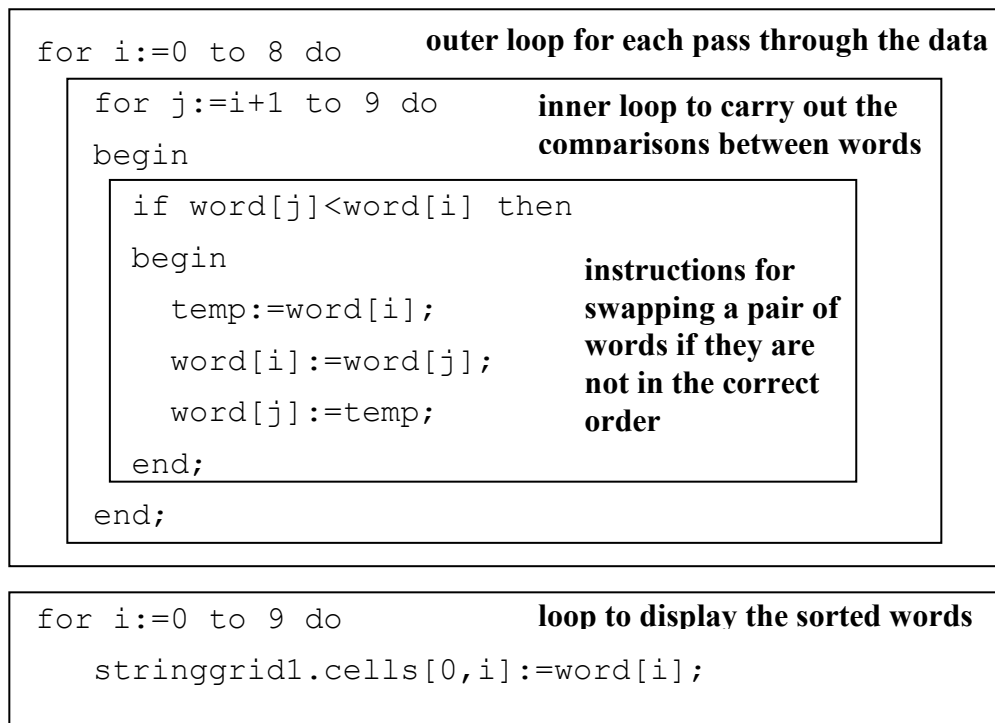 for i:=0 to 8 do outer loop for each pass through the data
for j:=i+1 to 9 do inner loop to carry out the
begin comparisons between words
if word[j]<word[i] then
begin
instructions for
temp:=word[i]; swapping a pair of
word[i]:=word[j]; words if they are
not in the correct
word[j]:=temp; order
end;
end;
for i:=0 to 9 do loop to display the sorted words
stringgrid1.cells[0,i]:=word[i];